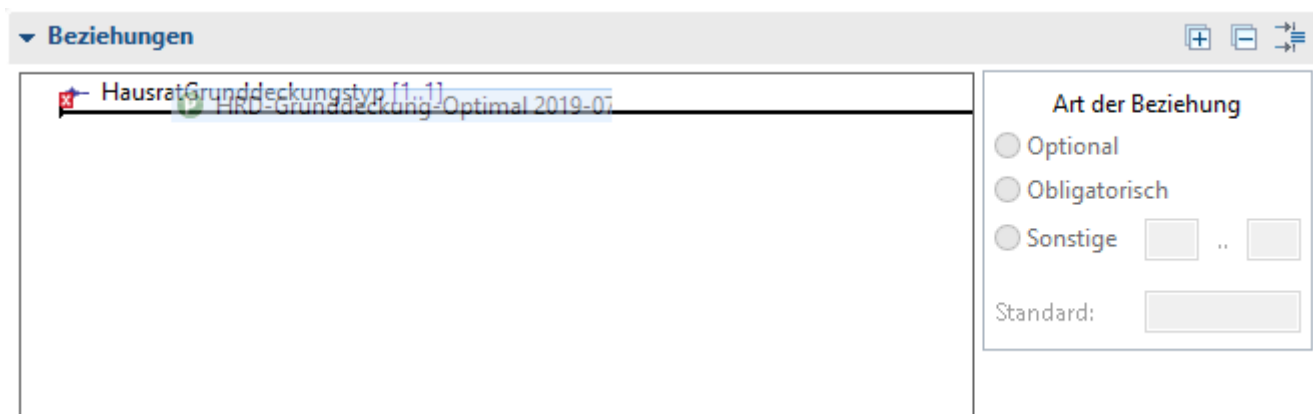 Beziehungen
HausratGrunddeckungstyp [1..1]
HRD-Grunddeckung-Optimal 2019-07
Art der Beziehung
Optional
Obligatorisch
Sonstige ..
Standard: